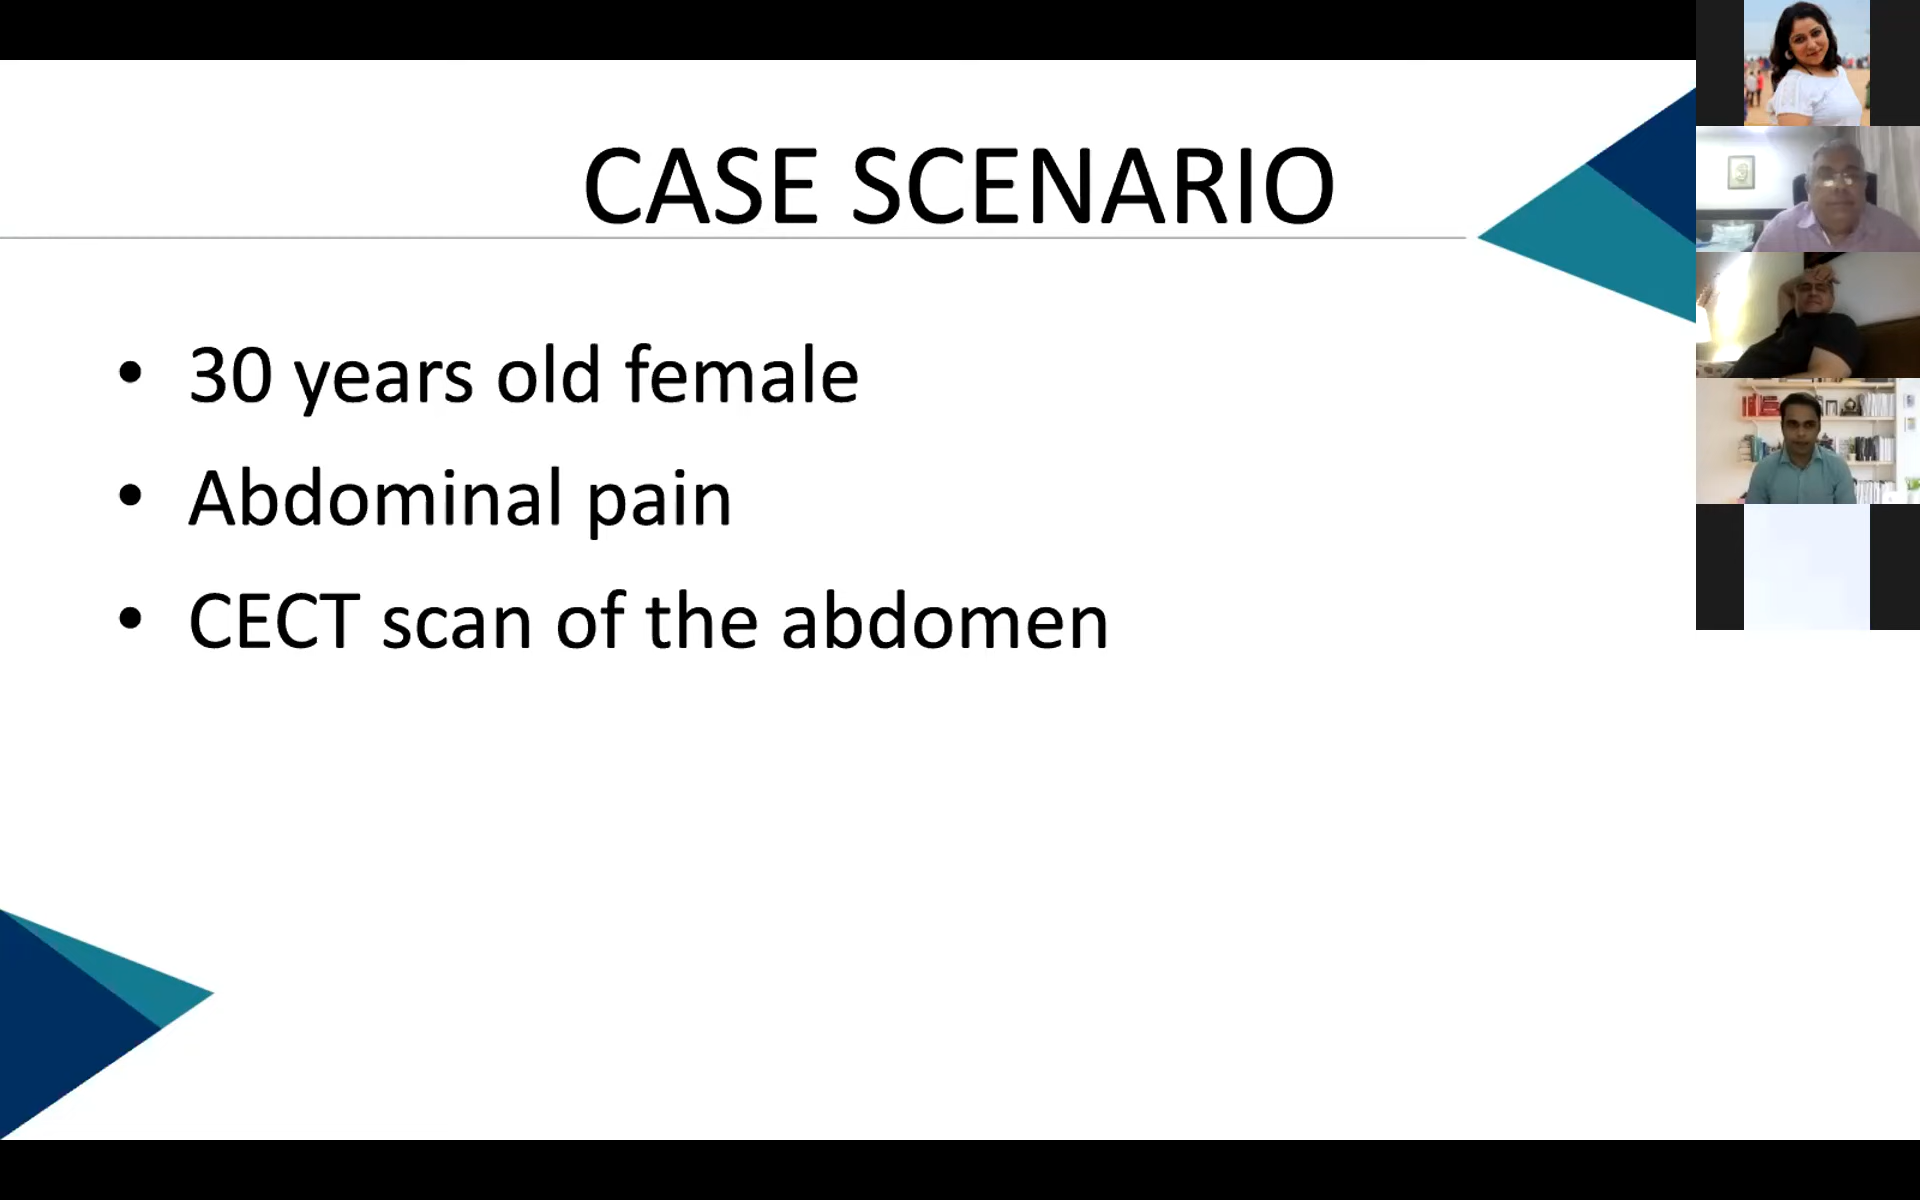 CASE SCENARIO
• 30 years old female
• Abdominal pain
• CECT scan of the abdomen